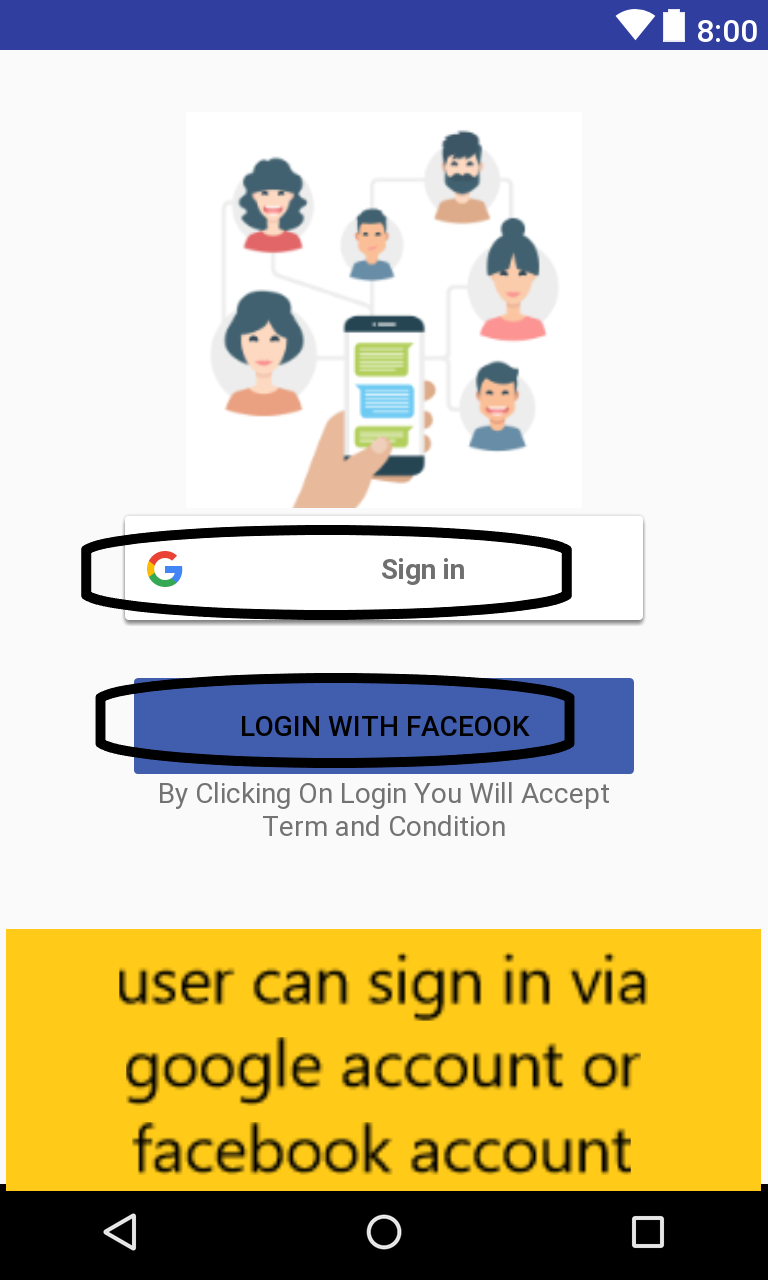 8:00
Sign in
LOGIN WITH FACEOOK
By Clicking On Login You Will Accept
Term and Condition
user can sign in via
google account or
facebook account